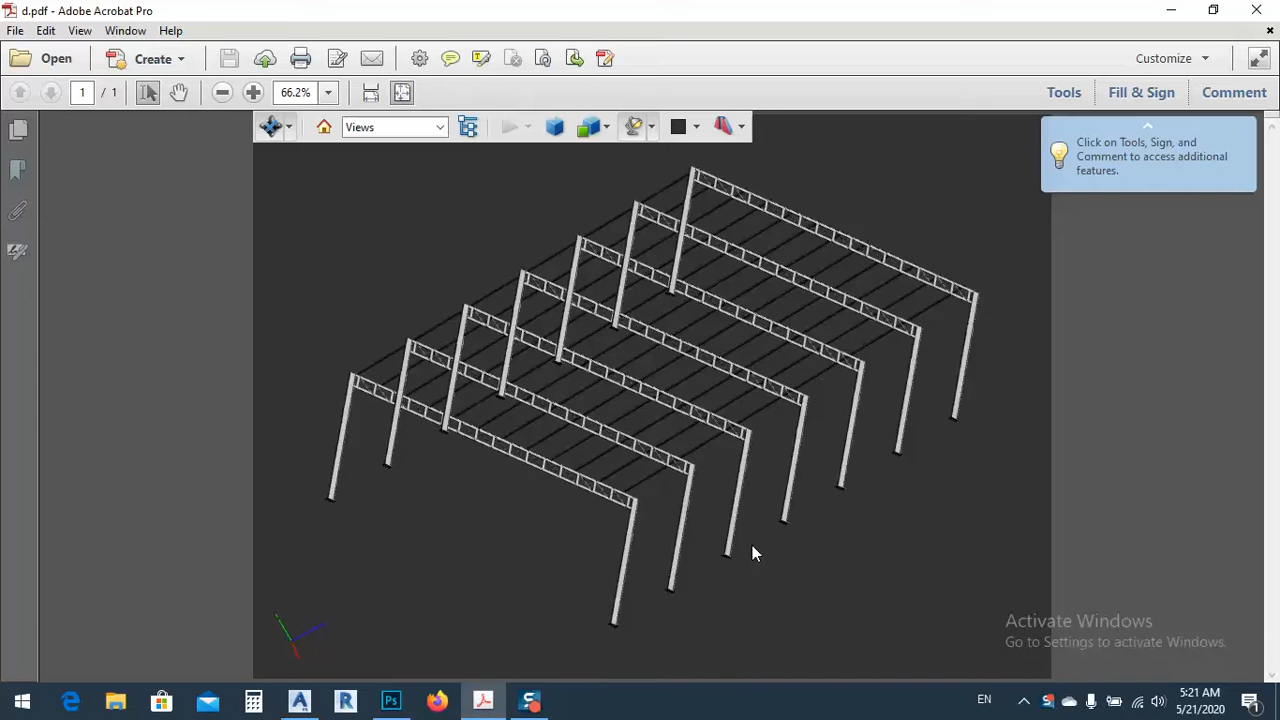 d.pdf - Adobe Acrobat Pro
File Edit View Window Help
Open Create Customize
1 / 1 66.2% Tools Fill & Sign Comment
Views
Click on Tools, Sign, and
Comment to access additional
features.
Activate Windows
Go to Settings to activate Windows.
EN 5:21 AM
5/21/2020